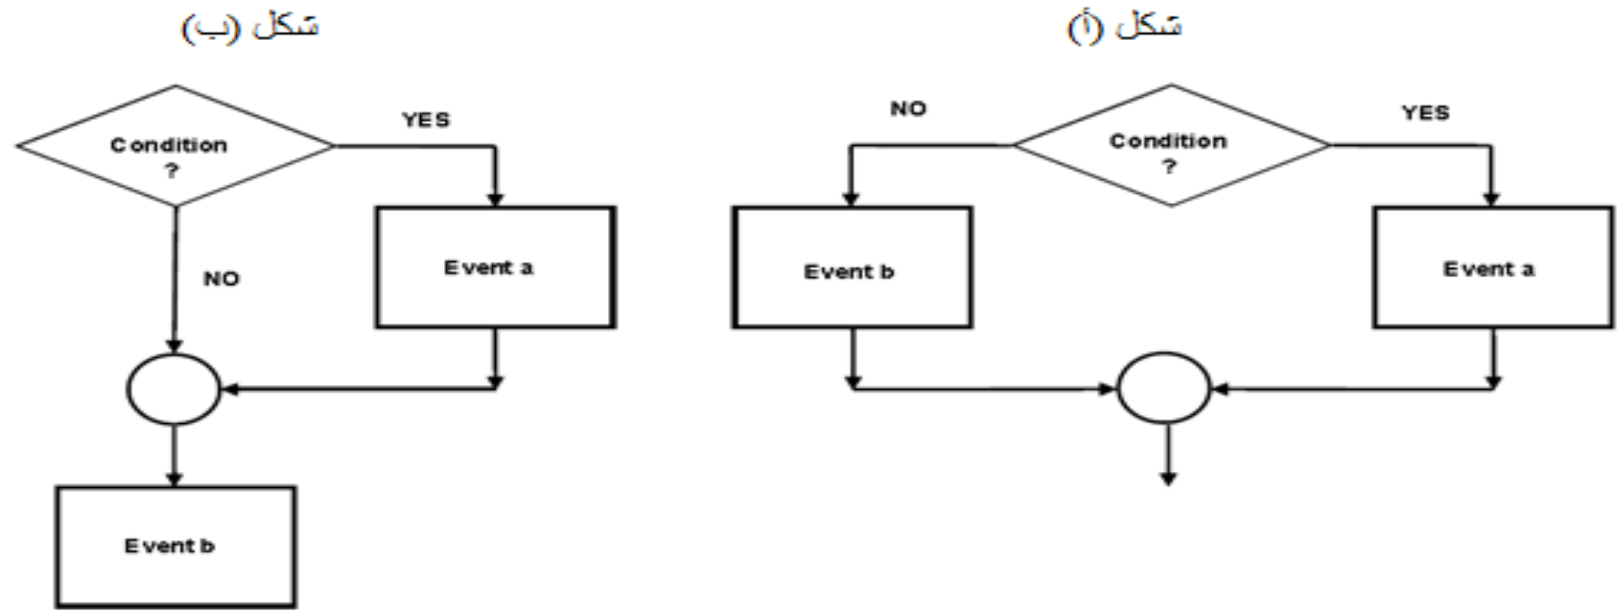 شكل (أ)
NO
YES
Condition
?
Event b
Event a
شكل (ب)
YES
Condition
?
NO
Event a
Event b